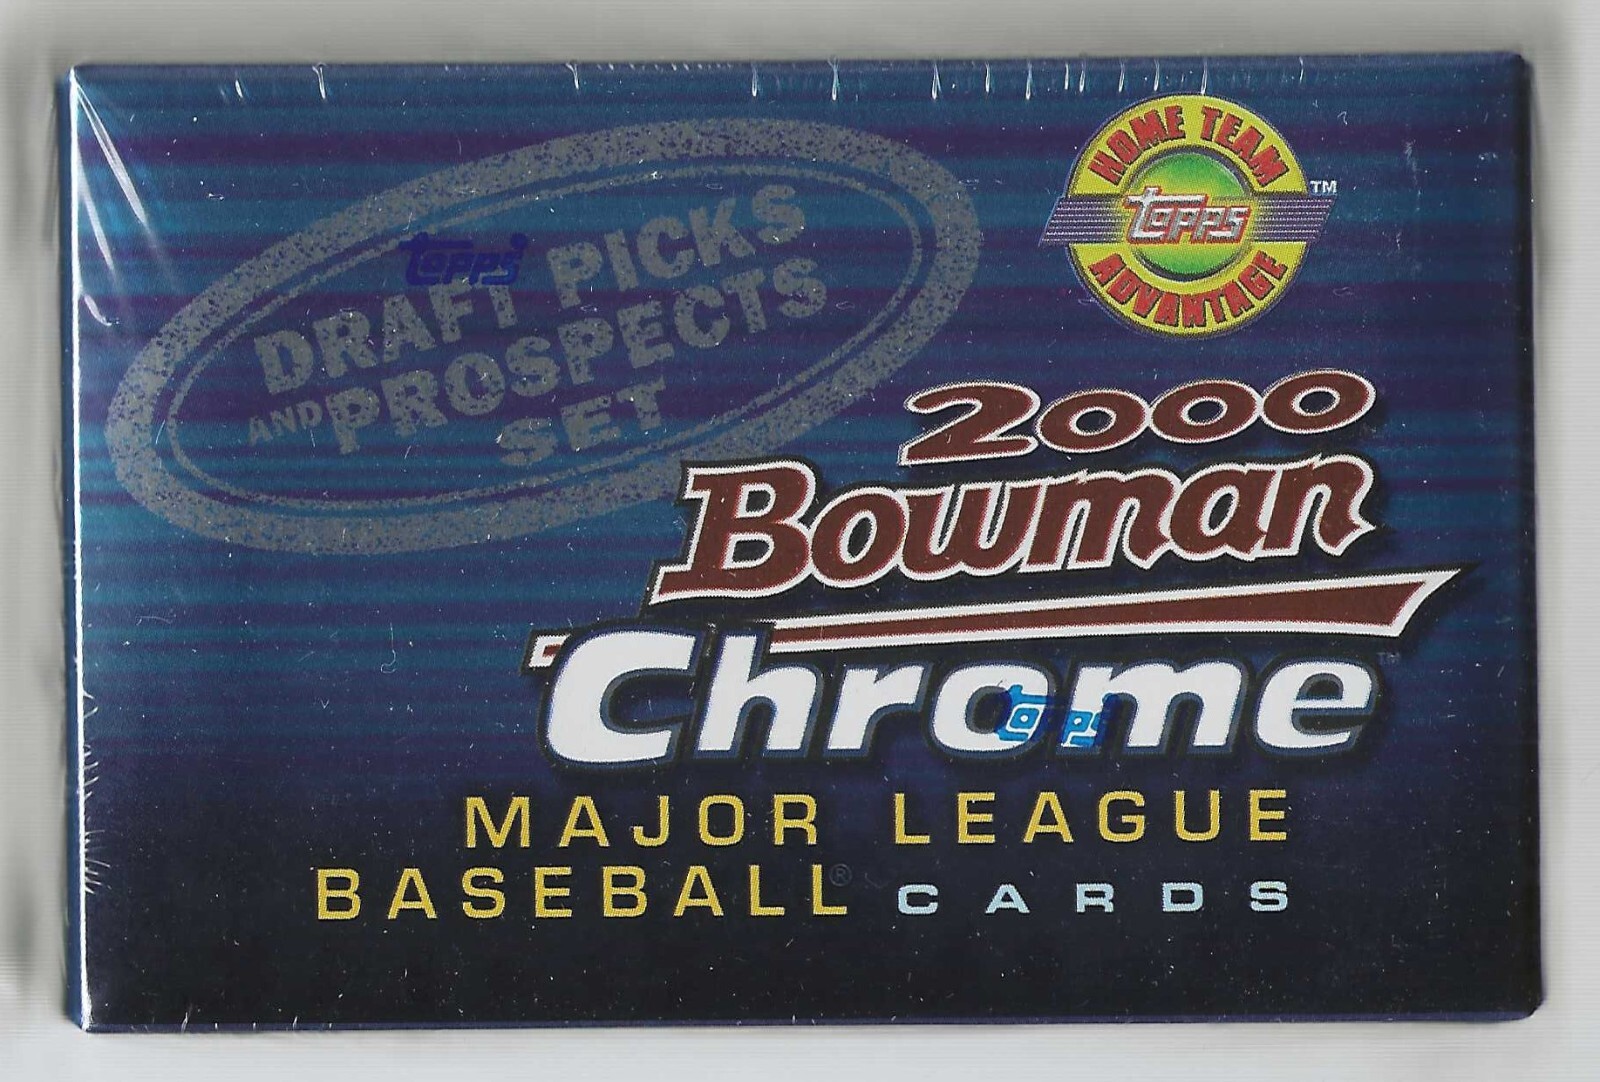 HOME TEAM
topps
ADVANTAGE
TM
DRAFT PICKS
AND PROSPECTS
SET
topps
2000
Bowman
Chrome
TM
topps
MAJOR LEAGUE
BASEBALL® CARDS